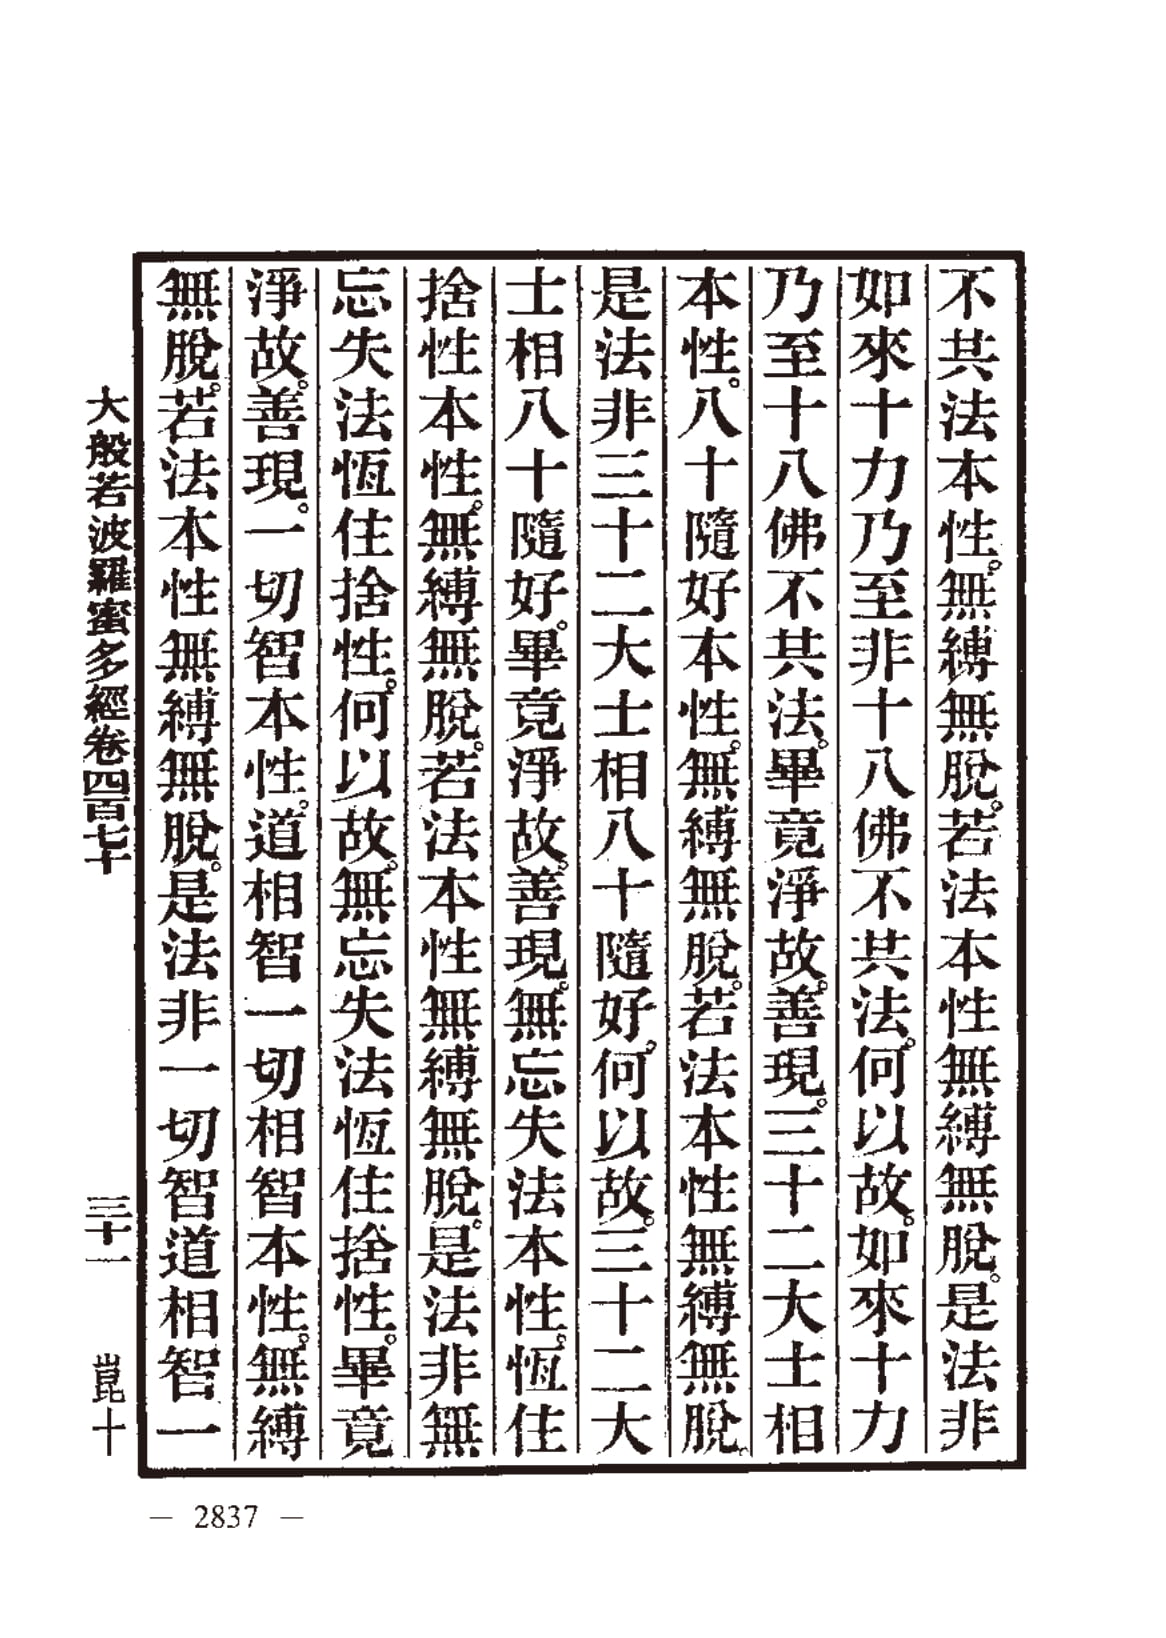 不共法本性。無縛無脫。若法本性無縛無脫。是法非
如來十力乃至非十八佛不共法。何以故。如來十力
乃至十八佛不共法。畢竟淨故。善現。三十二大士相
本性。八十隨好本性。無縛無脫。若法本性無縛無脫。
是法非三十二大士相八十隨好。何以故。三十二大
士相八十隨好。畢竟淨故。善現。無忘失法本性。恆住
捨性本性。無縛無脫。若法本性無縛無脫。是法非無
忘失法恆住捨性。何以故。無忘失法恆住捨性。畢竟
淨故。善現。一切智本性。道相智一切相智本性。無縛
無脫。若法本性無縛無脫。是法非一切智道相智一
大般若波羅蜜多經卷四百七十 三十一 崑十
— 2837 —